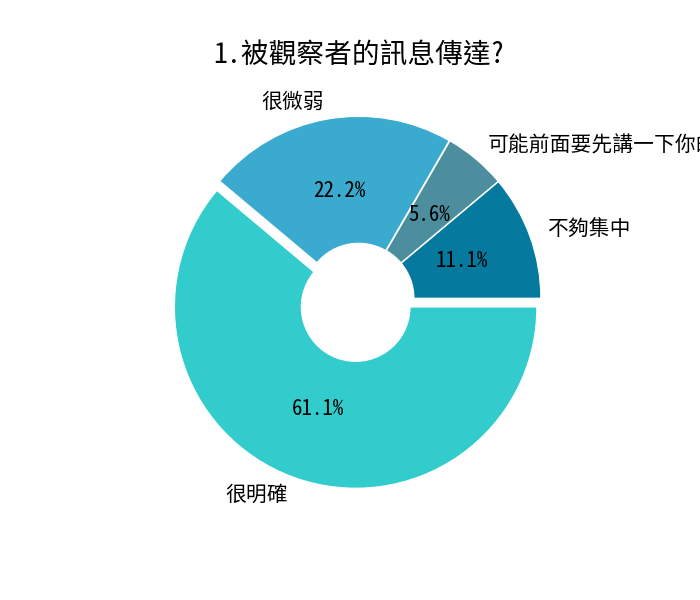 1.被觀察者的訊息傳達?
很微弱
可能前面要先講一下你
22.2%
5.6%
不夠集中
11.1%
61.1%
很明確